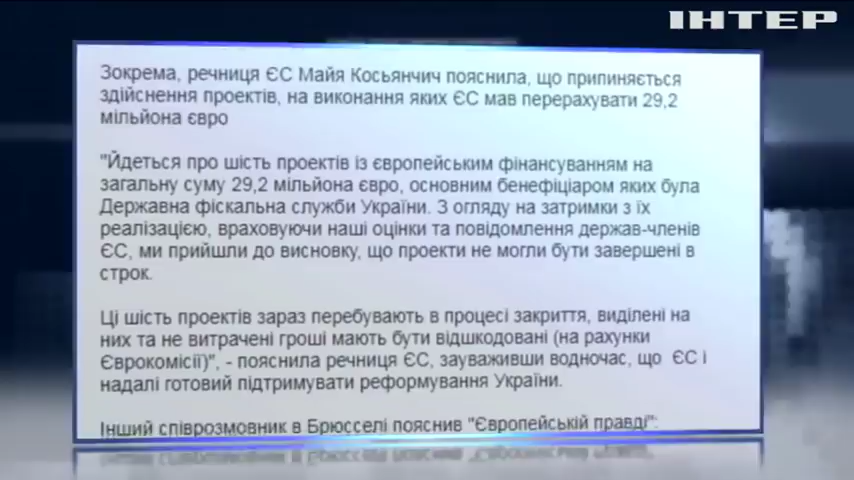 ІНТЕР
Зокрема, речниця ЄС Майя Косьянчич пояснила, що припиняється
здійснення проектів, на виконання яких ЄС мав перерахувати 29,2
мільйона євро
"Йдеться про шість проектів із європейським фінансуванням на
загальну суму 29,2 мільйона євро, основним бенефіціаром яких була
Державна фіскальна служби України. З огляду на затримки з їх
реалізацією, враховуючи наші оцінки та повідомлення держав-членів
ЄС, ми прийшли до висновку, що проекти не могли бути завершені в
строк.
Ці шість проектів зараз перебувають в процесі закриття, виділені на
них та не витрачені гроші мають бути відшкодовані (на рахунки
Єврокомісії)", - пояснила речниця ЄС, зауваживши водночас, що ЄС і
надалі готовий підтримувати реформування України.
Інший співрозмовник в Брюсселі пояснив "Європейській правді":